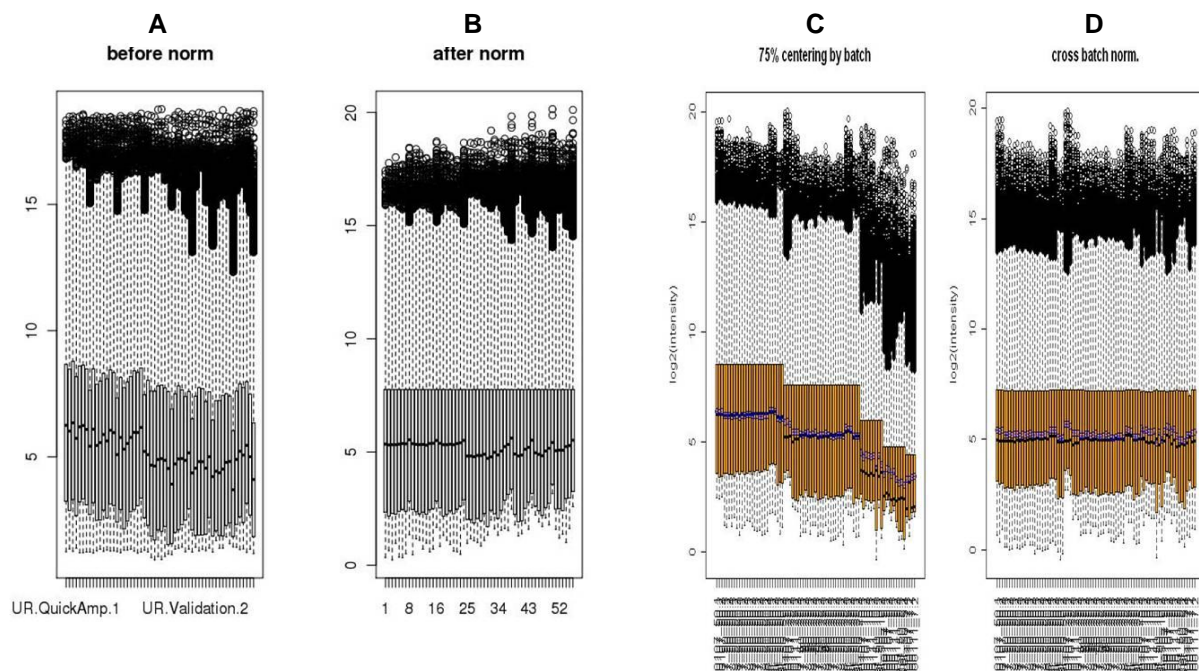 A
before norm
15
10
5
UR.QuickAmp.1
UR.Validation.2
B
after norm
20
15
10
5
0
1 8 16 25 34 43 52
C
75% centering by batch
log2(intensity)
20
15
10
5
0
D
cross batch norm.
log2(intensity)
20
15
10
5
0